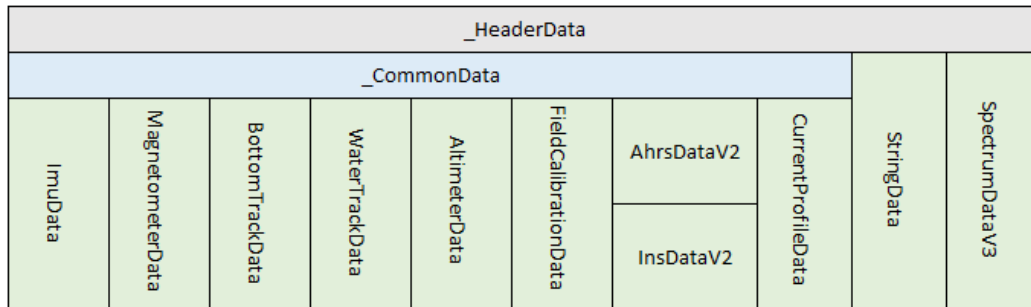 _HeaderData
_CommonData
ImuData
MagnetometerData
BottomTrackData
WaterTrackData
AltimeterData
FieldCalibrationData
AhrsDataV2
InsDataV2
CurrentProfileData
StringData
SpectrumDataV3